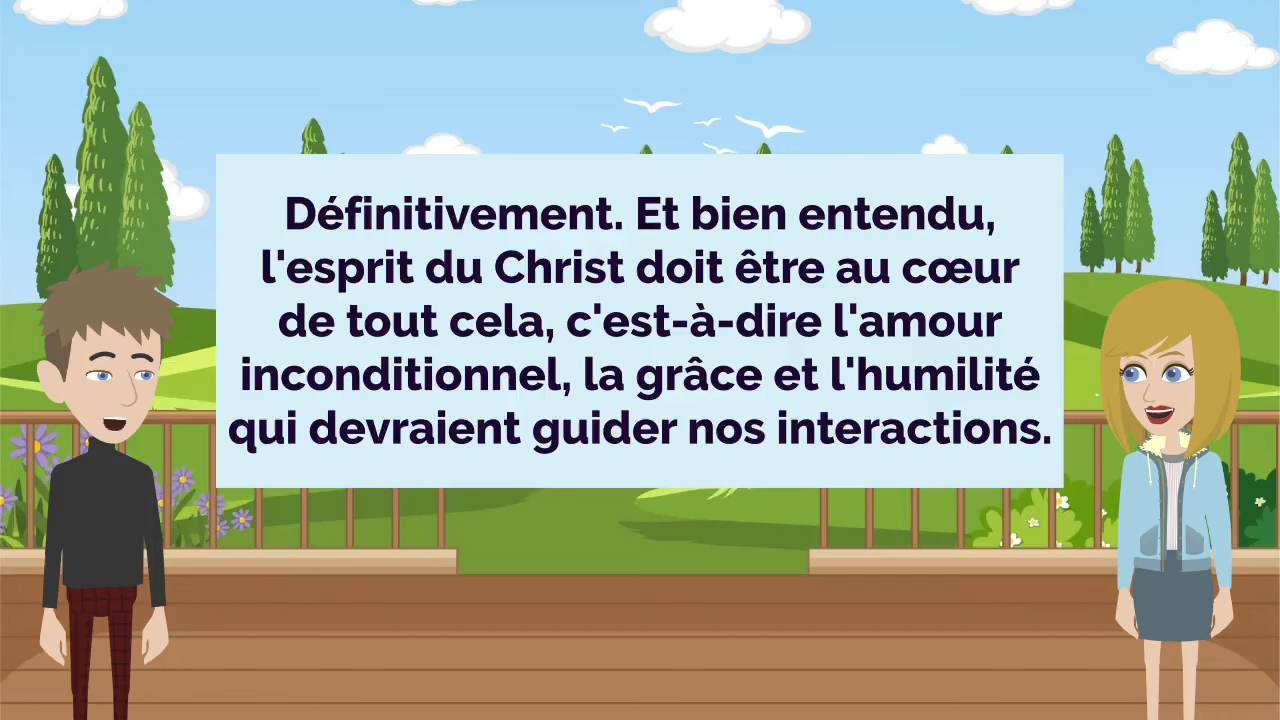 Définitivement. Et bien entendu,
l'esprit du Christ doit être au cœur
de tout cela, c'est-à-dire l'amour
inconditionnel, la grâce et l'humilité
qui devraient guider nos interactions.